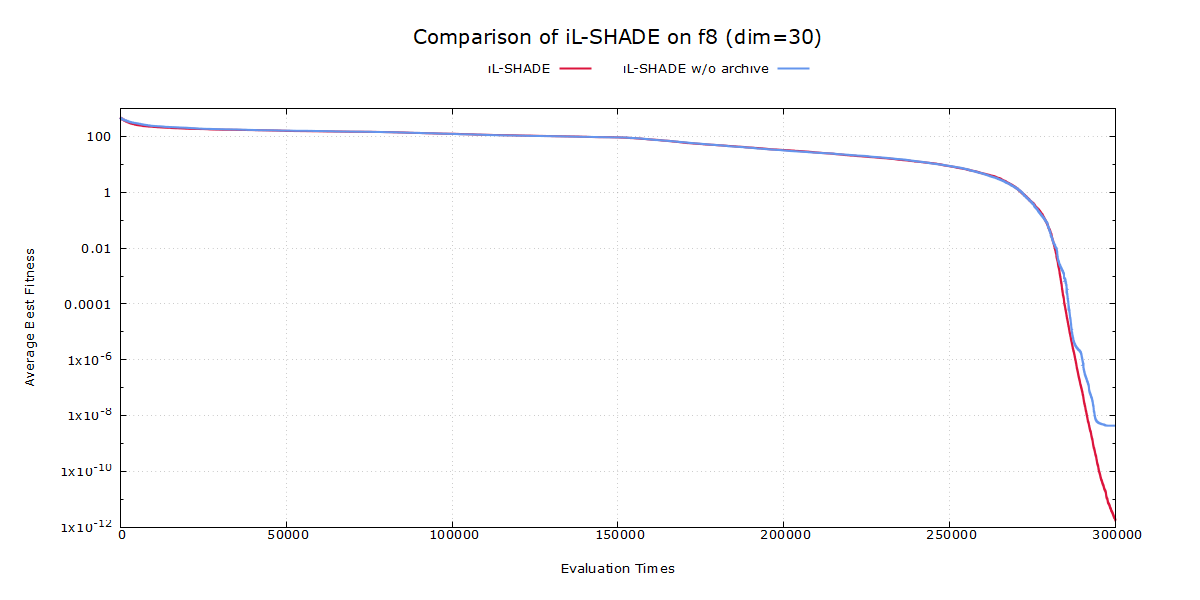 Comparison of iL-SHADE on f8 (dim=30)
iL-SHADE
iL-SHADE w/o archive
Average Best Fitness
100
1
0.01
0.0001
1x10⁻⁶
1x10⁻⁸
1x10⁻¹⁰
1x10⁻¹²
0 50000 100000 150000 200000 250000 300000
Evaluation Times